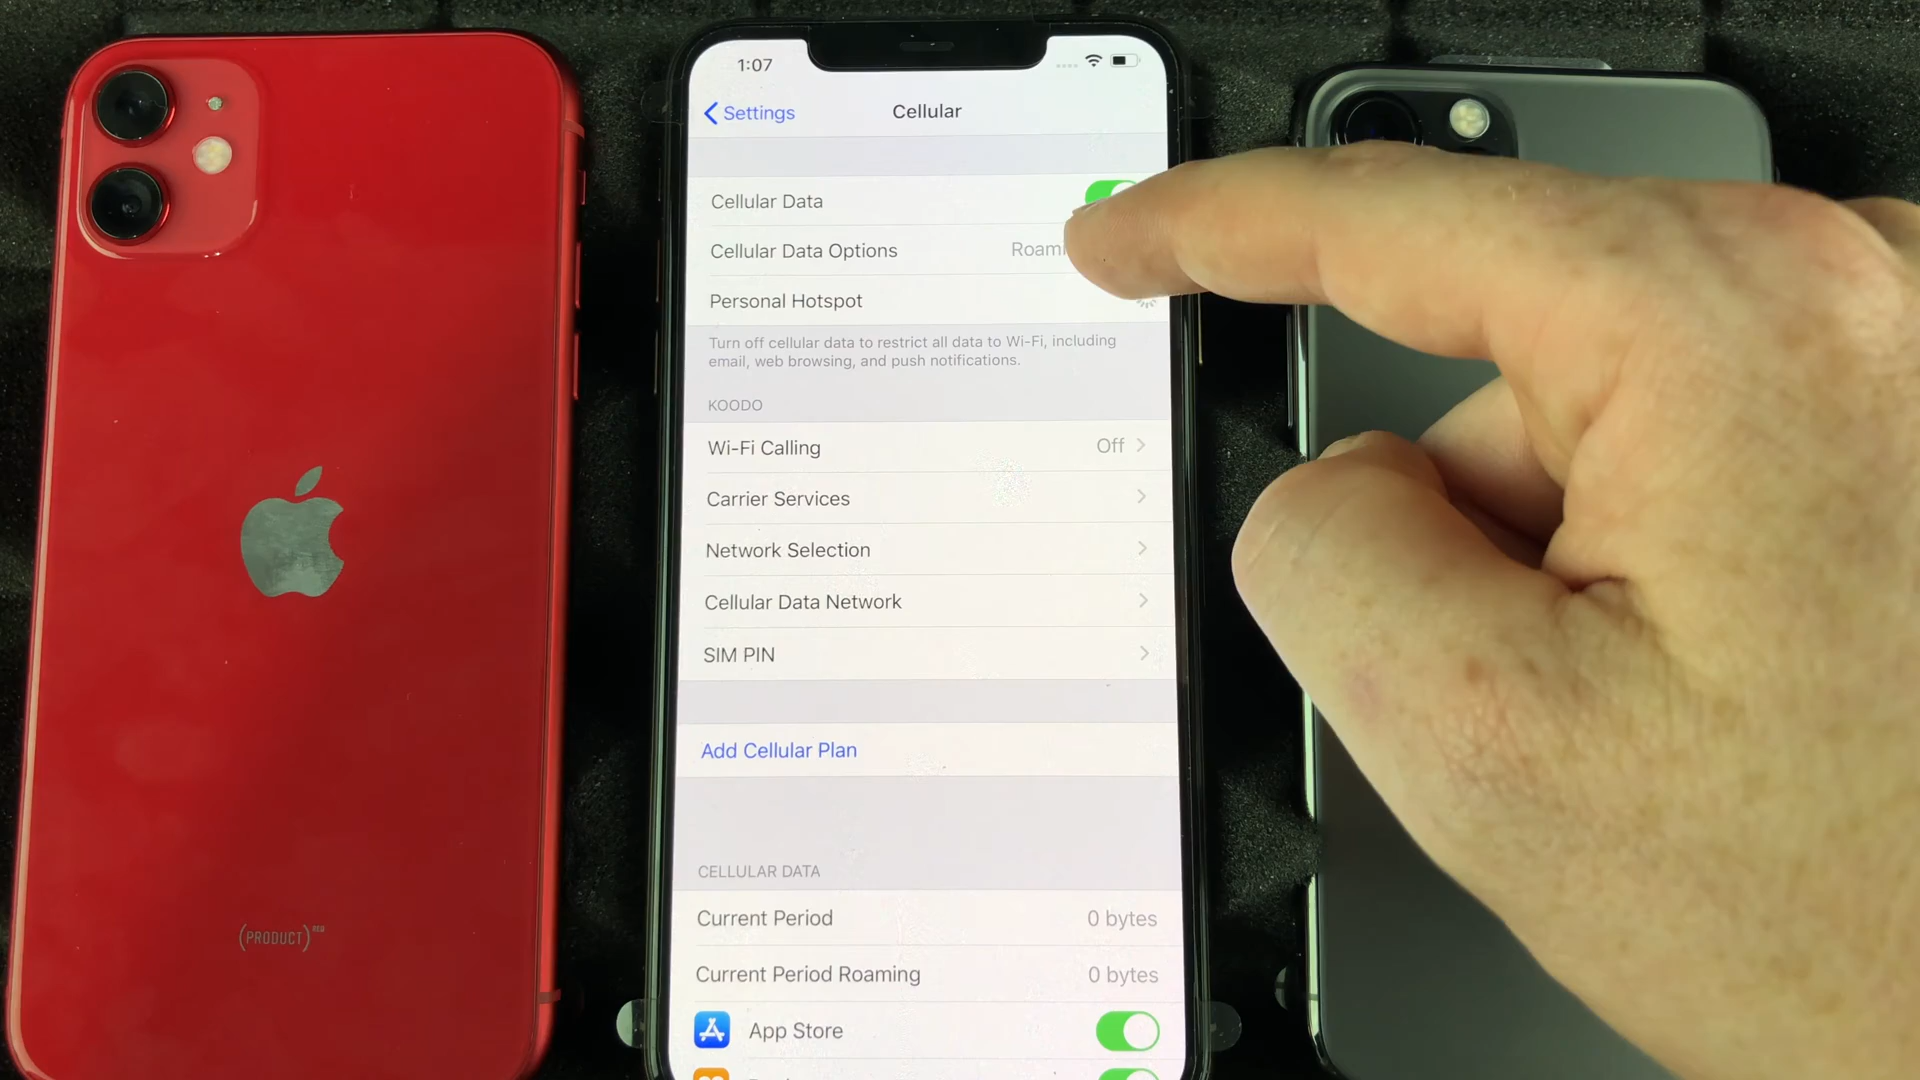 1:07
Settings
Cellular
Cellular Data
Cellular Data Options
Personal Hotspot
Turn off cellular data to restrict all data to Wi-Fi, including
email, web browsing, and push notifications.
KOODO
Wi-Fi Calling Off
Carrier Services
Network Selection
Cellular Data Network
SIM PIN
Add Cellular Plan
CELLULAR DATA
Current Period 0 bytes
Current Period Roaming 0 bytes
App Store
(PRODUCT)RED